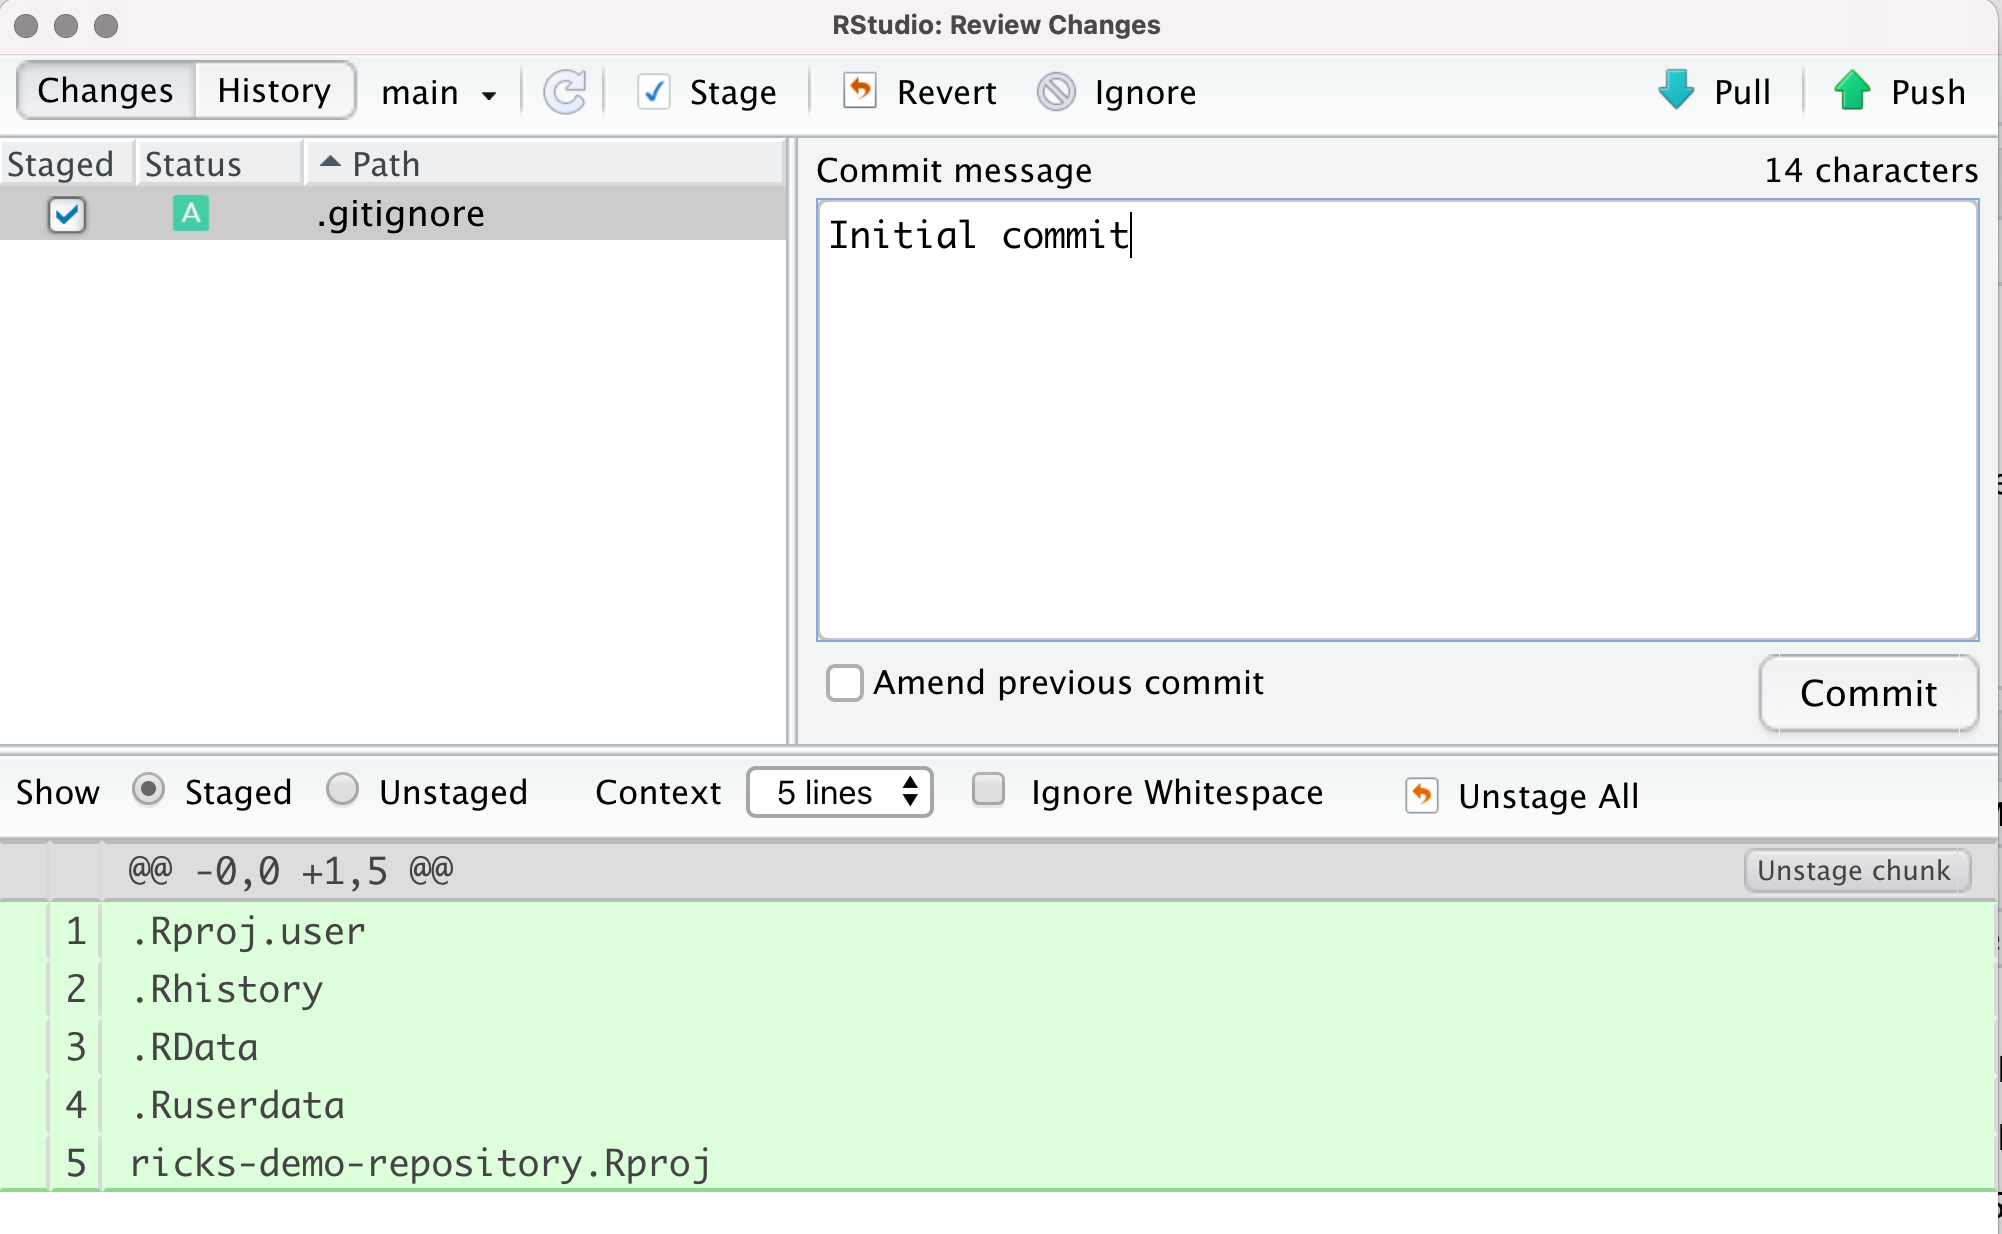 RStudio: Review Changes
Changes History main Stage Revert Ignore Pull Push
Staged Status Path
A .gitignore
Commit message 14 characters
Initial commit
Amend previous commit Commit
Show Staged Unstaged Context 5 lines Ignore Whitespace Unstage All
@@ -0,0 +1,5 @@ Unstage chunk
1 .Rproj.user
2 .Rhistory
3 .RData
4 .Ruserdata
5 ricks-demo-repository.Rproj